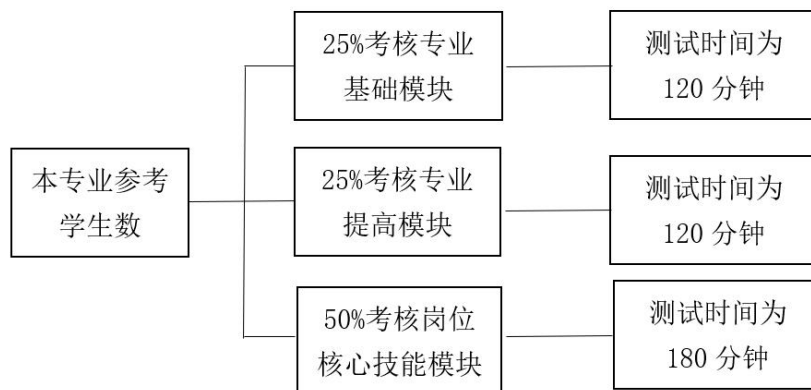 25%考核专业
基础模块
测试时间为
120 分钟
本专业参考
学生数
25%考核专业
提高模块
测试时间为
120 分钟
50%考核岗位
核心技能模块
测试时间为
180 分钟